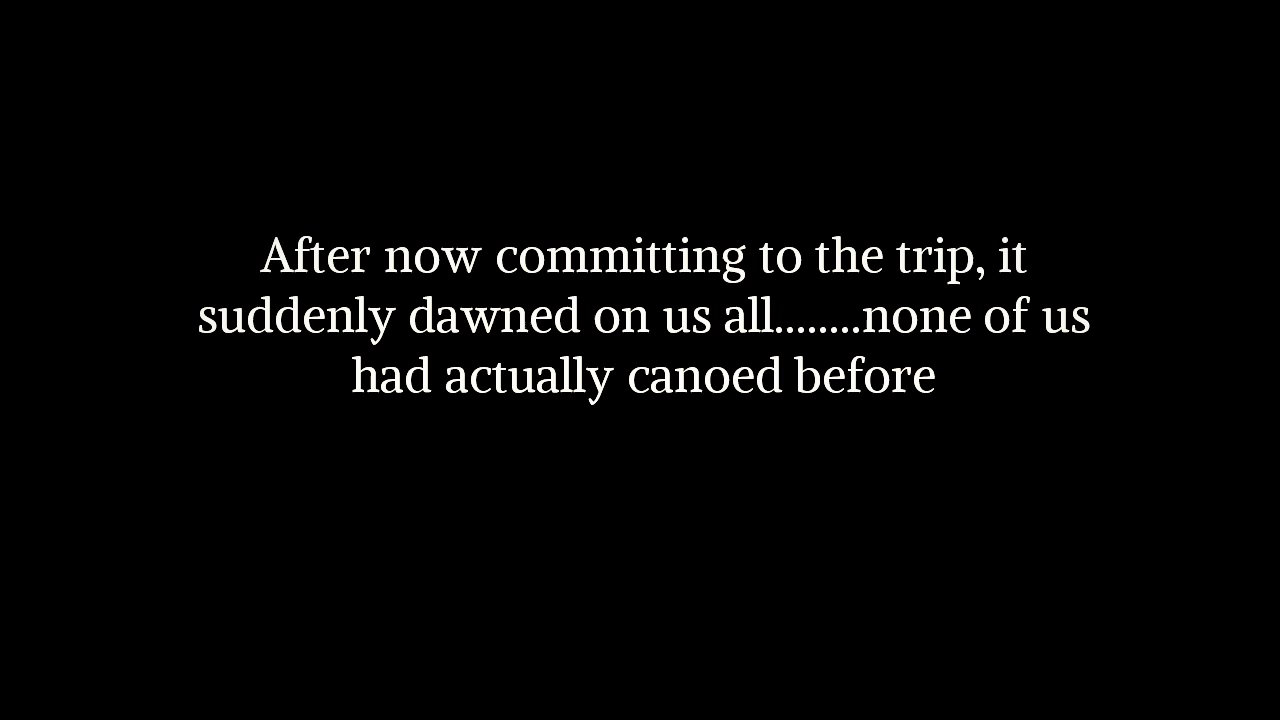 After now committing to the trip, it
suddenly dawned on us all........none of us
had actually canoed before